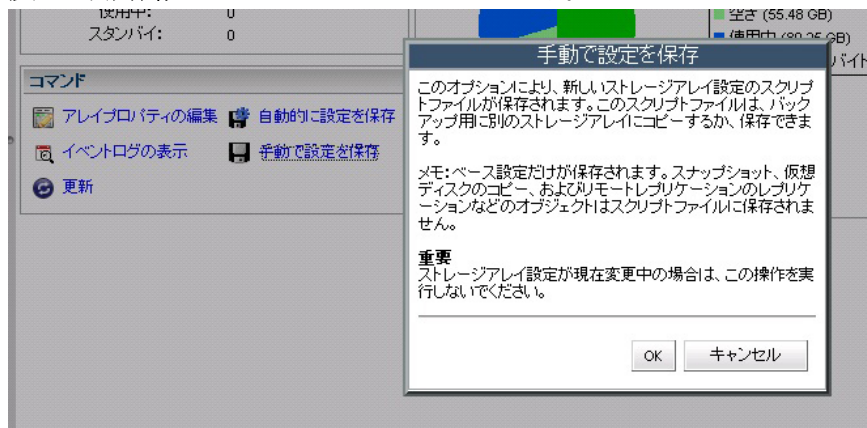 使用中: 0
スタンバイ: 0
空き (55.48 GB)
使用中
GB)
バイト
コマンド
アレイプロパティの編集
自動的に設定を保存
イベントログの表示
手動で設定を保存
更新
手動で設定を保存
このオプションにより、新しいストレージアレイ設定のスクリプ
トファイルが保存されます。このスクリプトファイルは、バック
アップ用に別のストレージアレイにコピーするか、保存できま
す。
メモ:ベース設定だけが保存されます。スナップショット、仮想
ディスクのコピー、およびリモートレプリケーションのレプリケ
ーションなどのオブジェクトはスクリプトファイルに保存されま
せん。
重要
ストレージアレイ設定が現在変更中の場合は、この操作を実
行しないでください。
OK
キャンセル